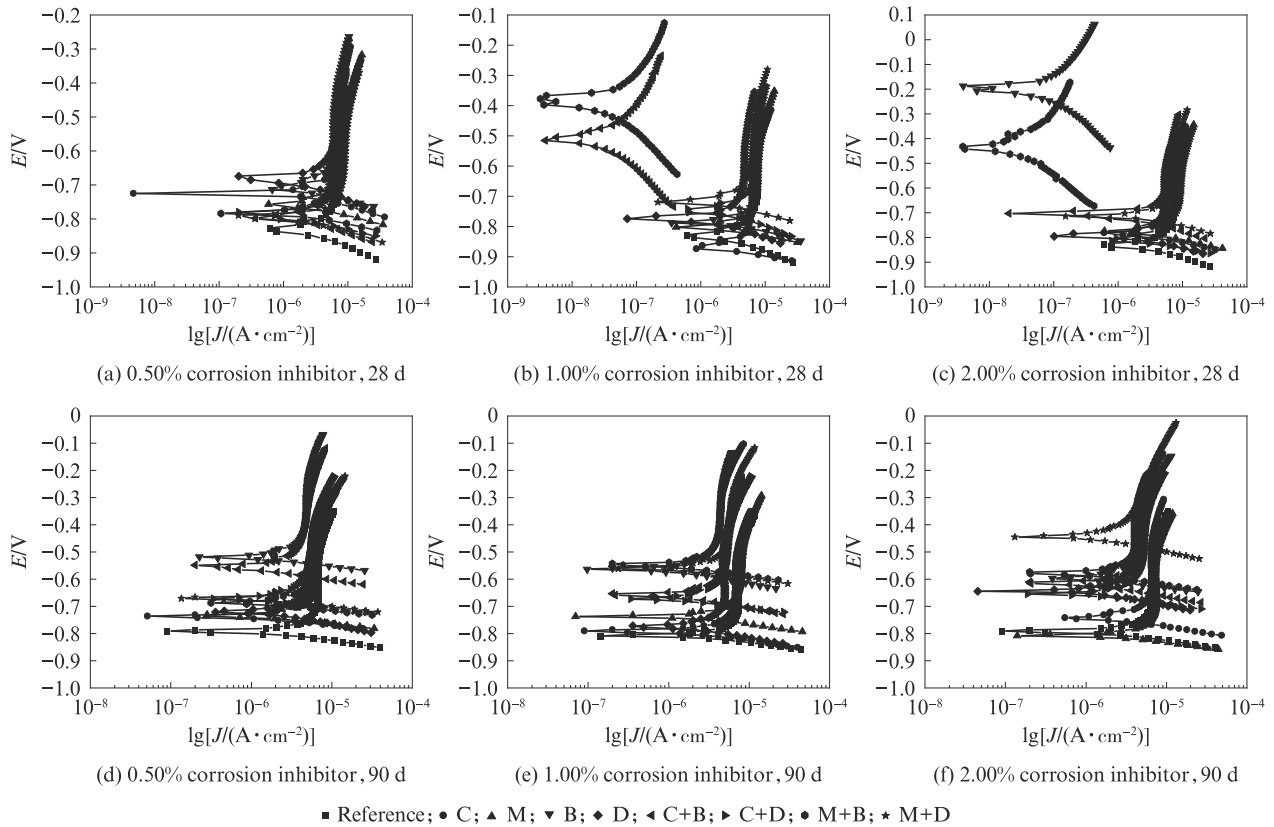 −0.2
−0.3
−0.4
−0.5
−0.6
−0.7
−0.8
−0.9
−1.0
E/V
10⁻⁹ 10⁻⁸ 10⁻⁷ 10⁻⁶ 10⁻⁵ 10⁻⁴
lg[J/(A·cm⁻²)]
(a) 0.50% corrosion inhibitor, 28 d
0
−0.1
−0.2
−0.3
−0.4
−0.5
−0.6
−0.7
−0.8
−0.9
−1.0
E/V
10⁻⁹ 10⁻⁸ 10⁻⁷ 10⁻⁶ 10⁻⁵ 10⁻⁴
lg[J/(A·cm⁻²)]
(b) 1.00% corrosion inhibitor, 28 d
0.1
0
−0.1
−0.2
−0.3
−0.4
−0.5
−0.6
−0.7
−0.8
−0.9
−1.0
E/V
10⁻⁹ 10⁻⁸ 10⁻⁷ 10⁻⁶ 10⁻⁵ 10⁻⁴
lg[J/(A·cm⁻²)]
(c) 2.00% corrosion inhibitor, 28 d
0
−0.1
−0.2
−0.3
−0.4
−0.5
−0.6
−0.7
−0.8
−0.9
−1.0
E/V
10⁻⁸ 10⁻⁷ 10⁻⁶ 10⁻⁵ 10⁻⁴
lg[J/(A·cm⁻²)]
(d) 0.50% corrosion inhibitor, 90 d
0
−0.1
−0.2
−0.3
−0.4
−0.5
−0.6
−0.7
−0.8
−0.9
−1.0
E/V
10⁻⁸ 10⁻⁷ 10⁻⁶ 10⁻⁵ 10⁻⁴
lg[J/(A·cm⁻²)]
(e) 1.00% corrosion inhibitor, 90 d
0
−0.1
−0.2
−0.3
−0.4
−0.5
−0.6
−0.7
−0.8
−0.9
−1.0
E/V
10⁻⁸ 10⁻⁷ 10⁻⁶ 10⁻⁵ 10⁻⁴
lg[J/(A·cm⁻²)]
(f) 2.00% corrosion inhibitor, 90 d
Reference; C; M; B; D; C+B; C+D; M+B; M+D